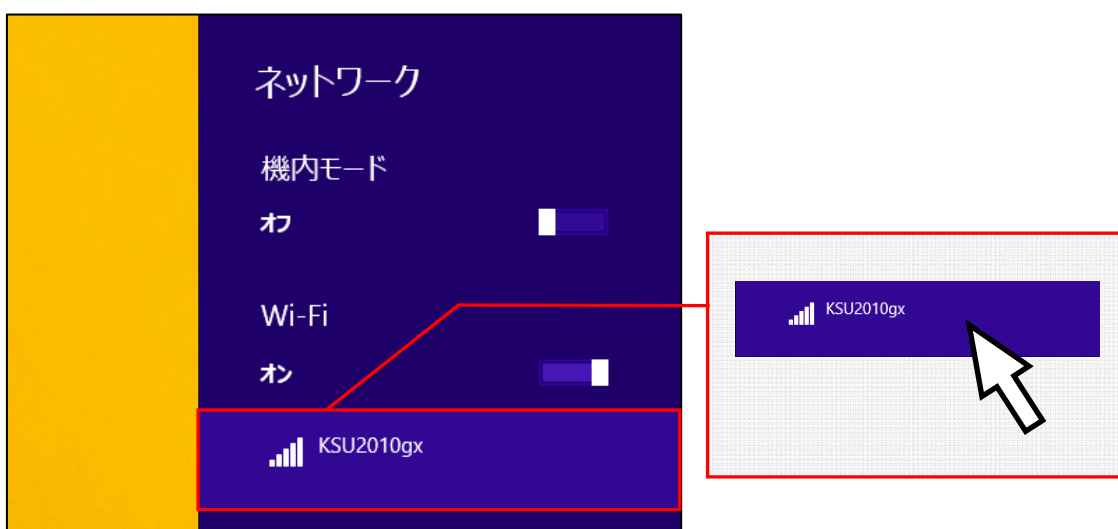 ネットワーク
機内モード
オフ
Wi-Fi
オン
KSU2010gx
KSU2010gx